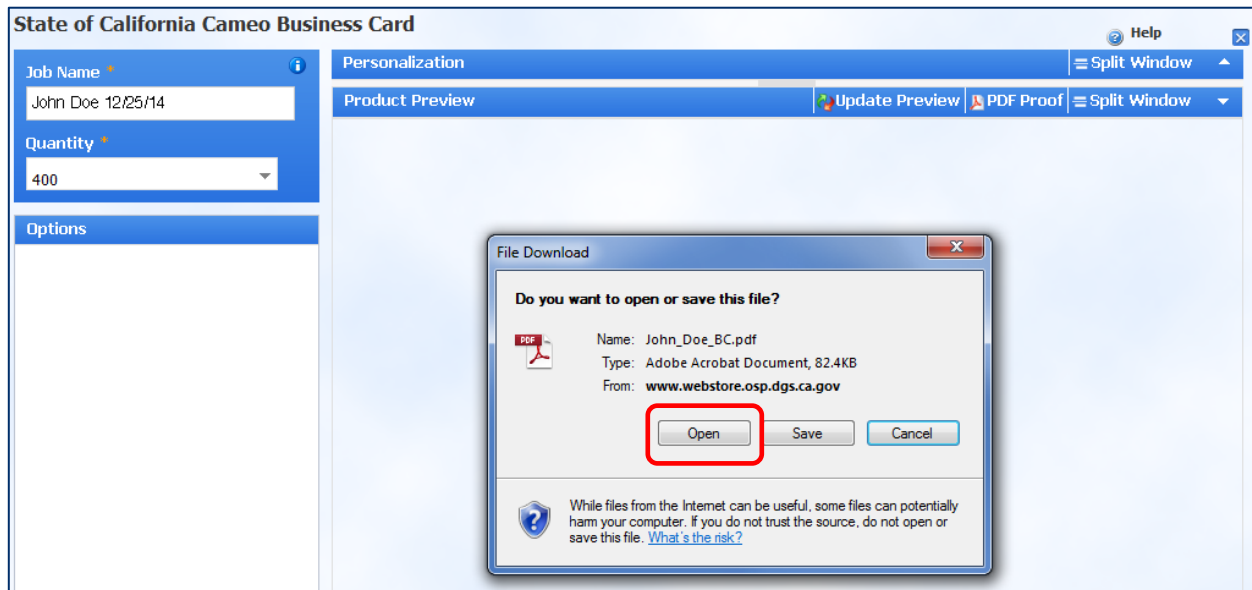 State of California Cameo Business Card
Help
Job Name *
John Doe 12/25/14
Quantity *
400
Options
Personalization
Split Window
Product Preview
Update Preview
PDF Proof
Split Window
File Download
Do you want to open or save this file?
PDF
Name: John_Doe_BC.pdf
Type: Adobe Acrobat Document, 82.4KB
From: www.webstore.osp.dgs.ca.gov
Open
Save
Cancel
While files from the Internet can be useful, some files can potentially
harm your computer. If you do not trust the source, do not open or
save this file. What's the risk?